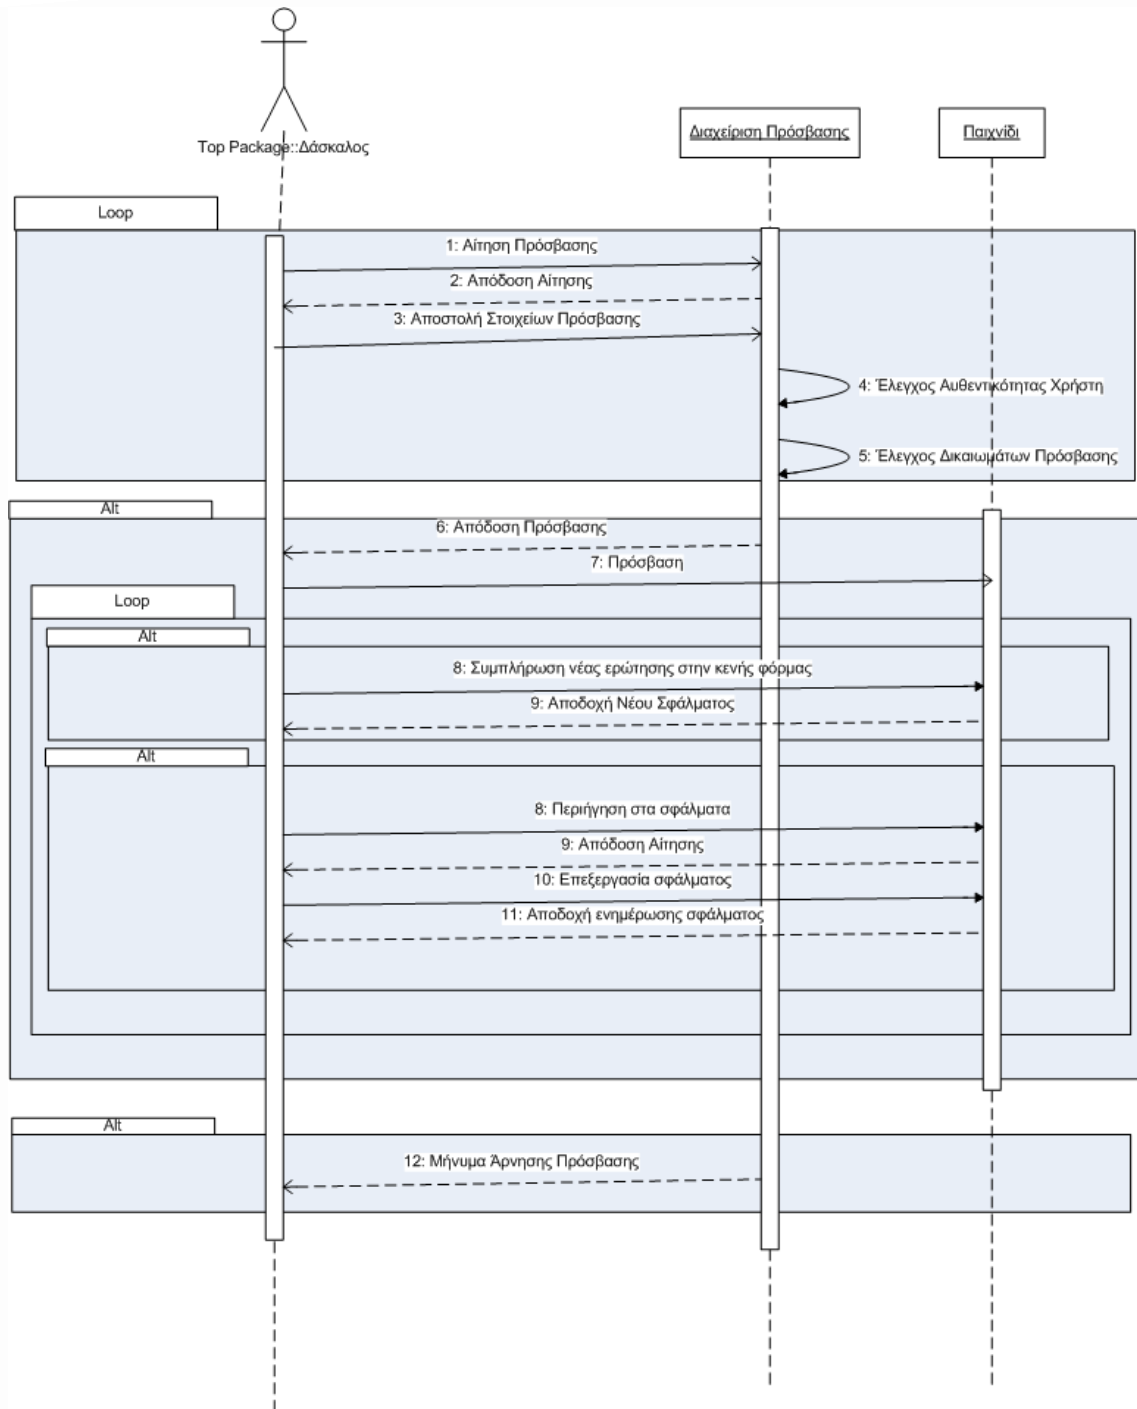 Top Package::Δάσκαλος
Διαχείριση Πρόσβασης
Παιχνίδι
Loop
1: Αίτηση Πρόσβασης
2: Απόδοση Αίτησης
3: Αποστολή Στοιχείων Πρόσβασης
4: Έλεγχος Αυθεντικότητας Χρήστη
5: Έλεγχος Δικαιωμάτων Πρόσβασης
Alt
6: Απόδοση Πρόσβασης
7: Πρόσβαση
Loop
Alt
8: Συμπλήρωση νέας ερώτησης στην κενής φόρμας
9: Αποδοχή Νέου Σφάλματος
Alt
8: Περιήγηση στα σφάλματα
9: Απόδοση Αίτησης
10: Επεξεργασία σφάλματος
11: Αποδοχή ενημέρωσης σφάλματος
Alt
12: Μήνυμα Άρνησης Πρόσβασης